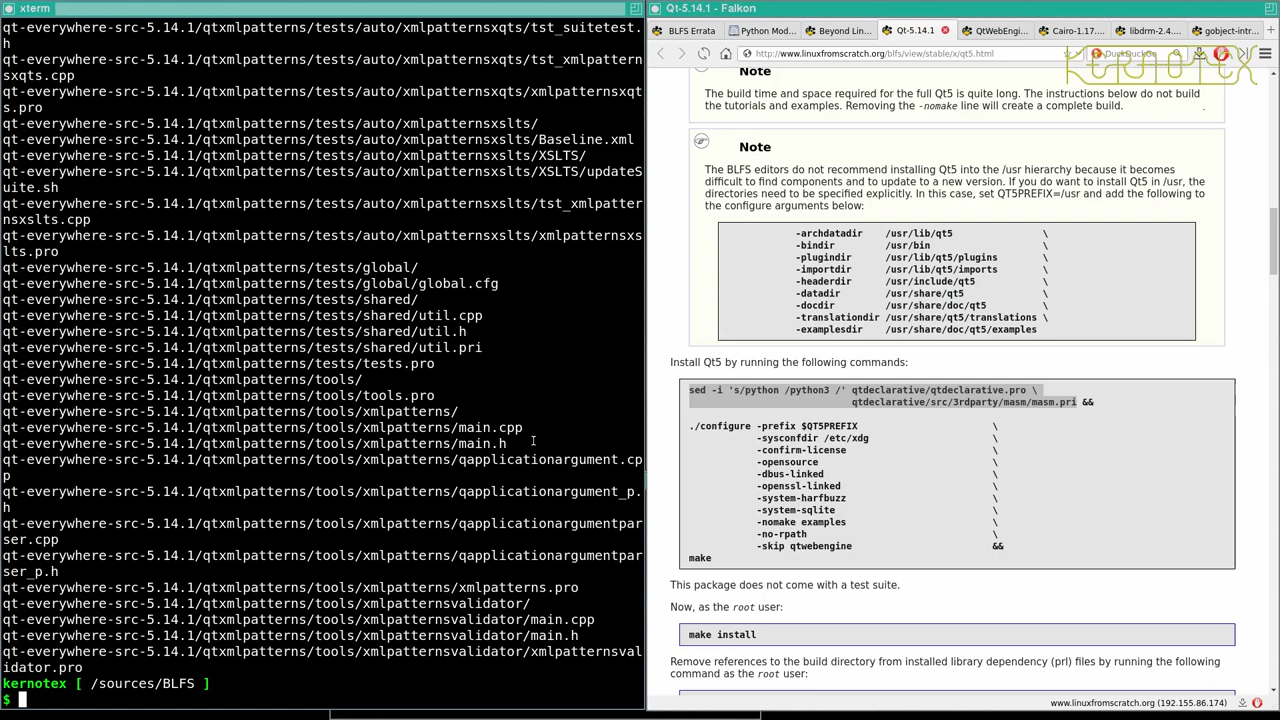 xterm
qt-everywhere-src-5.14.1/qtxmlpatterns/tests/auto/xmlpatternsxqts/tst_suitetest.
h
qt-everywhere-src-5.14.1/qtxmlpatterns/tests/auto/xmlpatternsxqts/tst_xmlpattern
sxqts.cpp
qt-everywhere-src-5.14.1/qtxmlpatterns/tests/auto/xmlpatternsxqts/xmlpatternsxqt
s.pro
qt-everywhere-src-5.14.1/qtxmlpatterns/tests/auto/xmlpatternsxslts/
qt-everywhere-src-5.14.1/qtxmlpatterns/tests/auto/xmlpatternsxslts/Baseline.xml
qt-everywhere-src-5.14.1/qtxmlpatterns/tests/auto/xmlpatternsxslts/XSLTS/
qt-everywhere-src-5.14.1/qtxmlpatterns/tests/auto/xmlpatternsxslts/XSLTS/updateS
uite.sh
qt-everywhere-src-5.14.1/qtxmlpatterns/tests/auto/xmlpatternsxslts/tst_xmlpatter
nsxslts.cpp
qt-everywhere-src-5.14.1/qtxmlpatterns/tests/auto/xmlpatternsxslts/xmlpatternsxs
lts.pro
qt-everywhere-src-5.14.1/qtxmlpatterns/tests/global/
qt-everywhere-src-5.14.1/qtxmlpatterns/tests/global/global.cfg
qt-everywhere-src-5.14.1/qtxmlpatterns/tests/shared/
qt-everywhere-src-5.14.1/qtxmlpatterns/tests/shared/util.cpp
qt-everywhere-src-5.14.1/qtxmlpatterns/tests/shared/util.h
qt-everywhere-src-5.14.1/qtxmlpatterns/tests/shared/util.pri
qt-everywhere-src-5.14.1/qtxmlpatterns/tests/tests.pro
qt-everywhere-src-5.14.1/qtxmlpatterns/tools/
qt-everywhere-src-5.14.1/qtxmlpatterns/tools/tools.pro
qt-everywhere-src-5.14.1/qtxmlpatterns/tools/xmlpatterns/
qt-everywhere-src-5.14.1/qtxmlpatterns/tools/xmlpatterns/main.cpp
qt-everywhere-src-5.14.1/qtxmlpatterns/tools/xmlpatterns/main.h
qt-everywhere-src-5.14.1/qtxmlpatterns/tools/xmlpatterns/qapplicationargument.cp
p
qt-everywhere-src-5.14.1/qtxmlpatterns/tools/xmlpatterns/qapplicationargument_p.
h
qt-everywhere-src-5.14.1/qtxmlpatterns/tools/xmlpatterns/qapplicationargumentpar
ser.cpp
qt-everywhere-src-5.14.1/qtxmlpatterns/tools/xmlpatterns/qapplicationargumentpar
ser_p.h
qt-everywhere-src-5.14.1/qtxmlpatterns/tools/xmlpatterns/xmlpatterns.pro
qt-everywhere-src-5.14.1/qtxmlpatterns/tools/xmlpatternsvalidator/
qt-everywhere-src-5.14.1/qtxmlpatterns/tools/xmlpatternsvalidator/main.cpp
qt-everywhere-src-5.14.1/qtxmlpatterns/tools/xmlpatternsvalidator/main.h
qt-everywhere-src-5.14.1/qtxmlpatterns/tools/xmlpatternsvalidator/xmlpatternsval
idator.pro
kernotex [ /sources/BLFS ]
$
Qt-5.14.1 - Falkon
BLFS Errata Python Mod... Beyond Lin... Qt-5.14.1 QtWebEngi... Cairo-1.17.... libdrm-2.4.... gobject-intr...
http://www.linuxfromscratch.org/blfs/view/stable/x/qt5.html DuckDuckGo
KERNOTEX
Note
The build time and space required for the full Qt5 is quite long. The instructions below do not build
the tutorials and examples. Removing the -nomake line will create a complete build.
Note
The BLFS editors do not recommend installing Qt5 into the /usr hierarchy because it becomes
difficult to find components and to update to a new version. If you do want to install Qt5 in /usr, the
directories need to be specified explicitly. In this case, set QT5PREFIX=/usr and add the following to
the configure arguments below:
-archdatadir /usr/lib/qt5 \
-bindir /usr/bin \
-plugindir /usr/lib/qt5/plugins \
-importdir /usr/lib/qt5/imports \
-headerdir /usr/include/qt5 \
-datadir /usr/share/qt5 \
-docdir /usr/share/doc/qt5 \
-translationdir /usr/share/qt5/translations \
-examplesdir /usr/share/doc/qt5/examples
Install Qt5 by running the following commands:
sed -i 's/python /python3 /' qtdeclarative/qtdeclarative.pro \
qtdeclarative/src/3rdparty/masm/masm.pri &&
./configure -prefix $QT5PREFIX \
-sysconfdir /etc/xdg \
-confirm-license \
-opensource \
-dbus-linked \
-openssl-linked \
-system-harfbuzz \
-system-sqlite \
-nomake examples \
-no-rpath \
-skip qtwebengine &&
make
This package does not come with a test suite.
Now, as the root user:
make install
Remove references to the build directory from installed library dependency (prl) files by running the following
command as the root user:
www.linuxfromscratch.org (192.155.86.174)